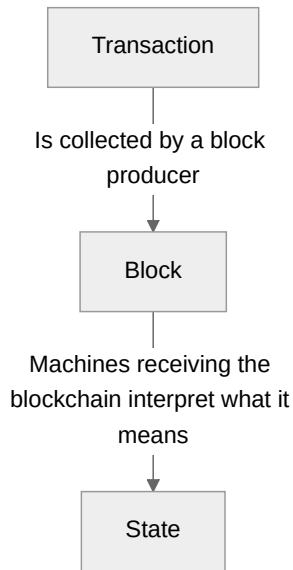 Transaction
Is collected by a block
producer
Block
Machines receiving the
blockchain interpret what it
means
State